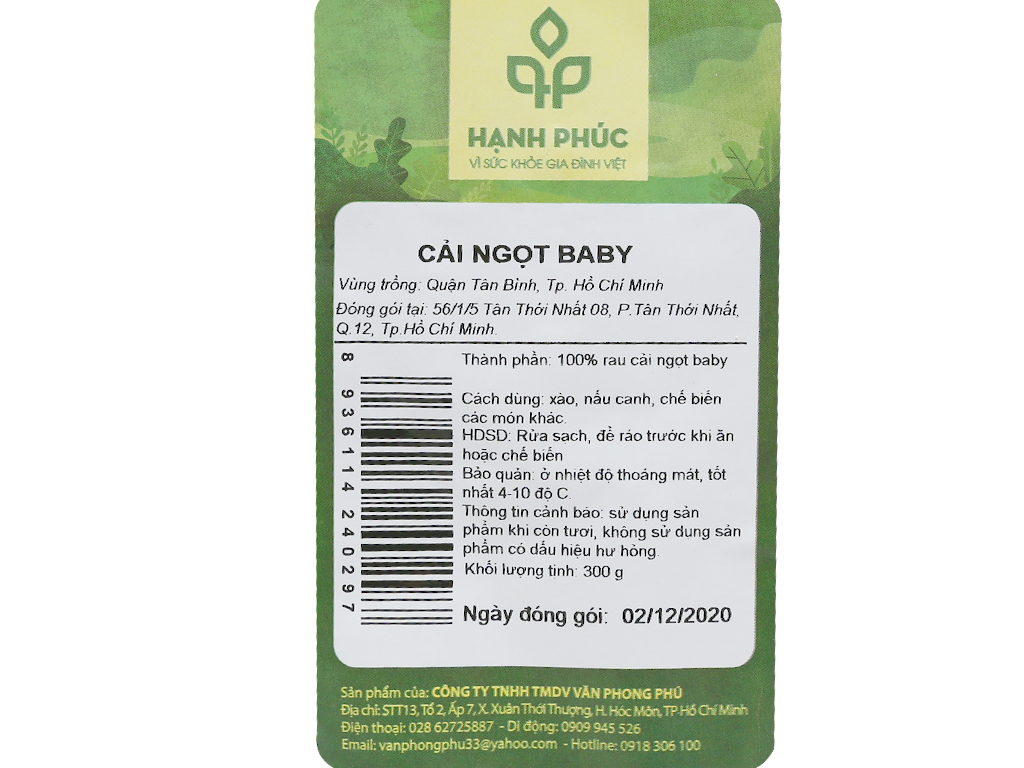 HẠNH PHÚC
VÌ SỨC KHỎE GIA ĐÌNH VIỆT
CẢI NGỌT BABY
Vùng trồng: Quận Tân Bình, Tp. Hồ Chí Minh
Đóng gói tại: 56/1/5 Tân Thới Nhất 08, P.Tân Thới Nhất,
Q.12, Tp.Hồ Chí Minh.
8 936114 240297
Thành phần: 100% rau cải ngọt baby
Cách dùng: xào, nấu canh, chế biến
các món khác.
HDSD: Rửa sạch, để ráo trước khi ăn
hoặc chế biến
Bảo quản: ở nhiệt độ thoáng mát, tốt
nhất 4-10 độ C.
Thông tin cảnh báo: sử dụng sản
phẩm khi còn tươi, không sử dụng sản
phẩm có dấu hiệu hư hỏng.
Khối lượng tịnh: 300 g
Ngày đóng gói: 02/12/2020
Sản phẩm của: CÔNG TY TNHH TMDV VĂN PHONG PHÚ
Địa chỉ: STT13, Tổ 2, Ấp 7, X. Xuân Thới Thượng, H. Hóc Môn, TP Hồ Chí Minh
Điện thoại: 028 62725887 - Di động: 0909 945 526
Email: vanphongphu33@yahoo.com - Hotline: 0918 306 100